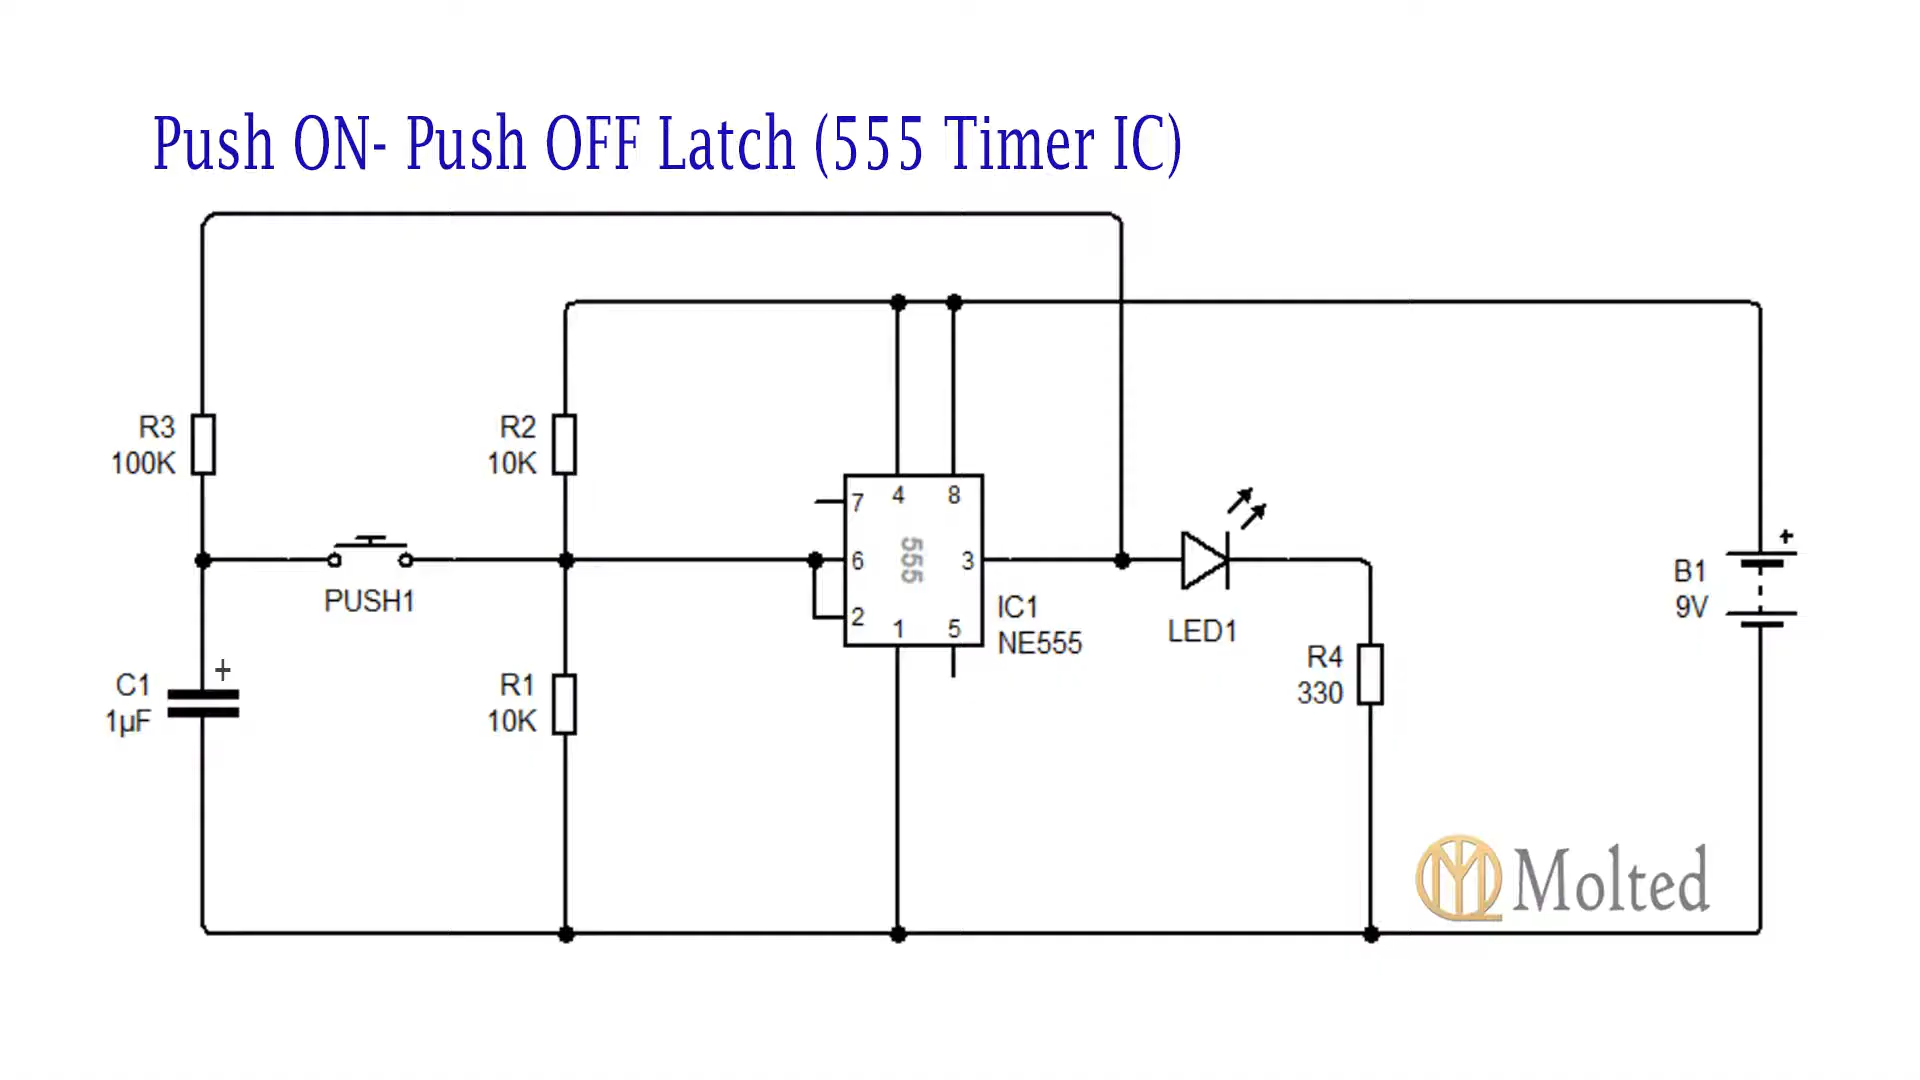 Push ON- Push OFF Latch (555 Timer IC)
R3
100K
R2
10K
7
4
8
6
555
3
2
1
5
PUSH1
IC1
NE555
LED1
B1
9V
+
C1
1µF
+
R1
10K
R4
330
Molted